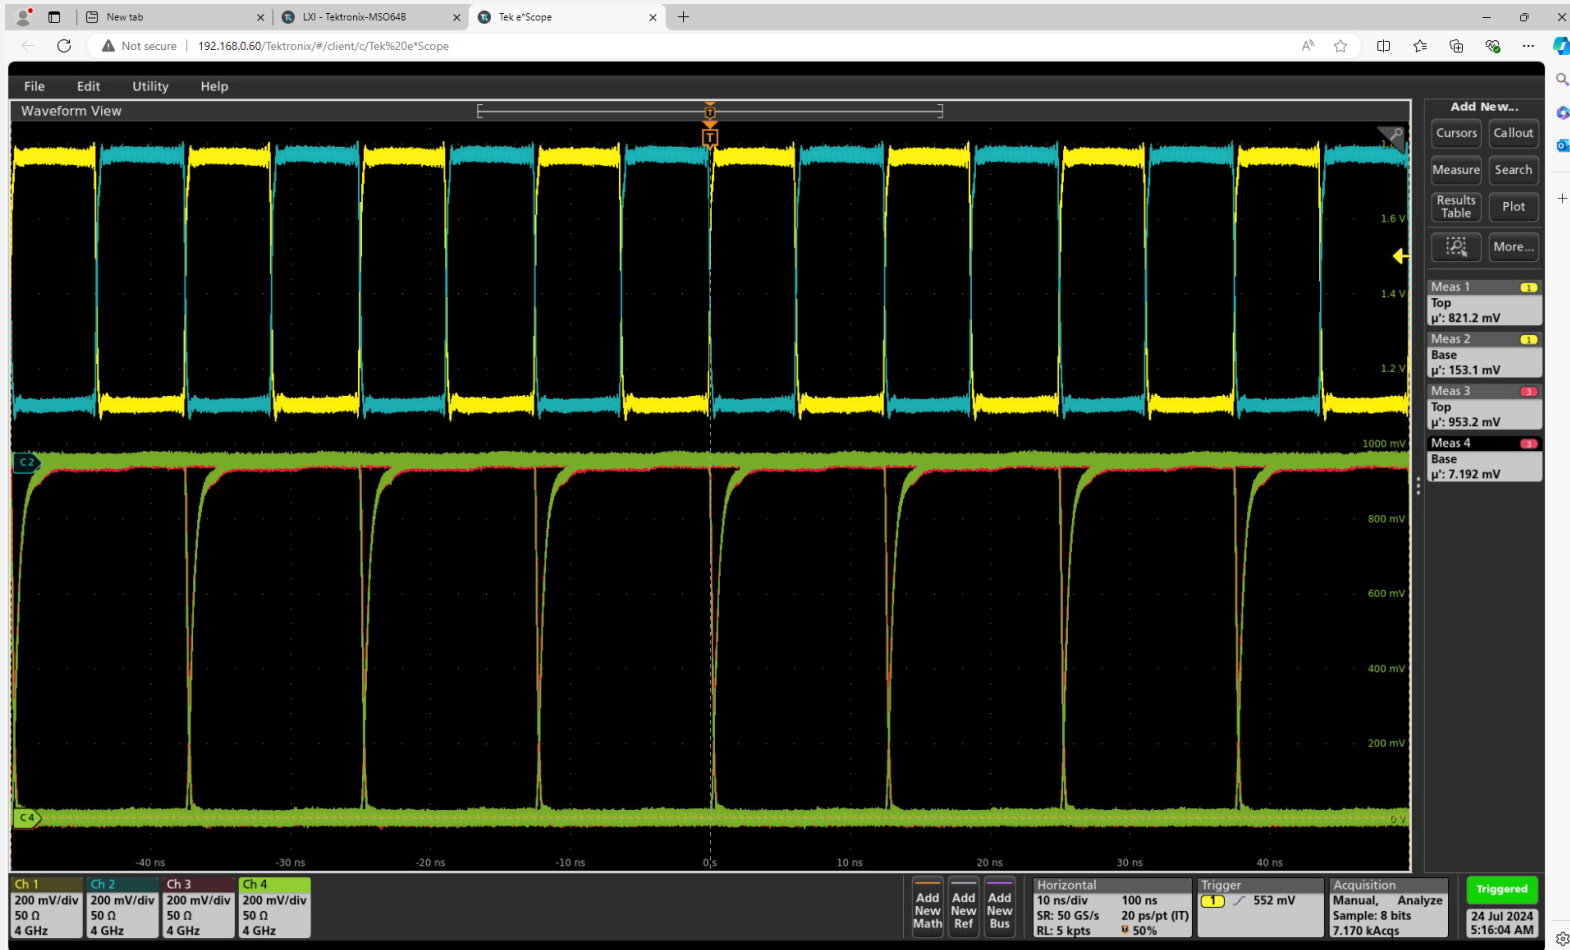 New tab
LXI - Tektronix-MSO64B
Tek e*Scope
Not secure
192.168.0.60/Tektronix/#/client/c/Tek%20e*Scope
File Edit Utility Help
Waveform View
T
T
1.6 V
1.4 V
1.2 V
1000 mV
800 mV
600 mV
400 mV
200 mV
0 V
C 2
C 4
-40 ns -30 ns -20 ns -10 ns 0 s 10 ns 20 ns 30 ns 40 ns
Add New...
Cursors Callout
Measure Search
Results Table Plot
More...
Meas 1 1
Top
µ': 821.2 mV
Meas 2 1
Base
µ': 153.1 mV
Meas 3 3
Top
µ': 953.2 mV
Meas 4 3
Base
µ': 7.192 mV
Ch 1
200 mV/div
50 Ω
4 GHz
Ch 2
200 mV/div
50 Ω
4 GHz
Ch 3
200 mV/div
50 Ω
4 GHz
Ch 4
200 mV/div
50 Ω
4 GHz
Add
New
Math
Add
New
Ref
Add
New
Bus
Horizontal
10 ns/div 100 ns
SR: 50 GS/s 20 ps/pt (IT)
RL: 5 kpts 50%
Trigger
1 552 mV
Acquisition
Manual, Analyze
Sample: 8 bits
7.170 kAcqs
Triggered
24 Jul 2024
5:16:04 AM